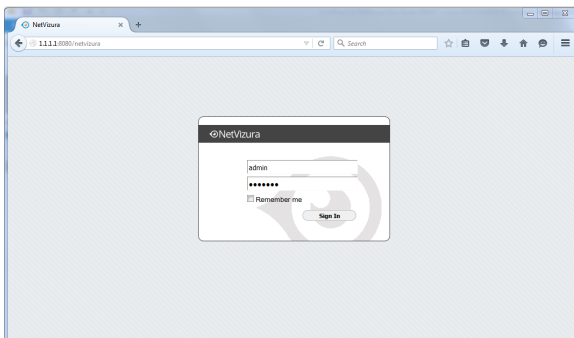 NetVizura
1.1.1.1:8080/netvizura
Search
NetVizura
admin
Remember me
Sign In